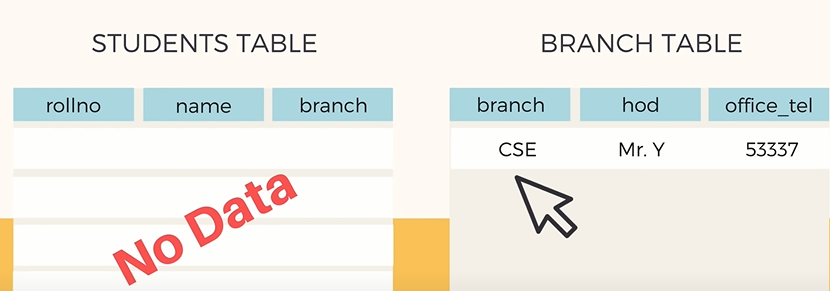 STUDENTS TABLE
rollno name branch
No Data
BRANCH TABLE
branch hod office_tel
CSE Mr. Y 53337